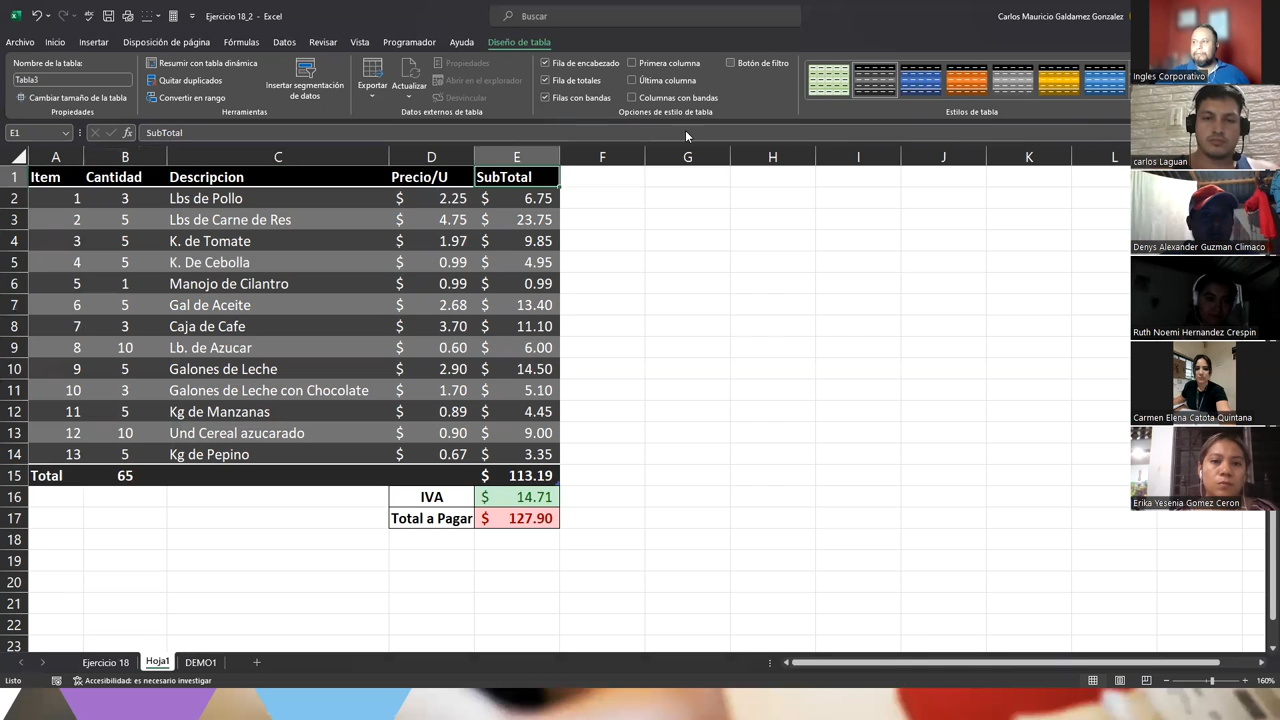 Ejercicio 18_2 - Excel
Buscar
Carlos Mauricio Galdamez Gonzalez
Archivo Inicio Insertar Disposición de página Fórmulas Datos Revisar Vista Programador Ayuda Diseño de tabla
Nombre de la tabla:
Tabla3
Cambiar tamaño de la tabla
Propiedades
Resumir con tabla dinámica
Quitar duplicados
Convertir en rango
Insertar segmentación de datos
Herramientas
Exportar Actualizar
Propiedades
Abrir en el explorador
Desvincular
Datos externos de tabla
Fila de encabezado Primera columna Botón de filtro
Fila de totales Última columna
Filas con bandas Columnas con bandas
Opciones de estilo de tabla
Estilos de tabla
E1 fx SubTotal
A B C D E F G H I J K L
1 Item Cantidad Descripcion Precio/U SubTotal
2 1 3 Lbs de Pollo $ 2.25 $ 6.75
3 2 5 Lbs de Carne de Res $ 4.75 $ 23.75
4 3 5 K. de Tomate $ 1.97 $ 9.85
5 4 5 K. De Cebolla $ 0.99 $ 4.95
6 5 1 Manojo de Cilantro $ 0.99 $ 0.99
7 6 5 Gal de Aceite $ 2.68 $ 13.40
8 7 3 Caja de Cafe $ 3.70 $ 11.10
9 8 10 Lb. de Azucar $ 0.60 $ 6.00
10 9 5 Galones de Leche $ 2.90 $ 14.50
11 10 3 Galones de Leche con Chocolate $ 1.70 $ 5.10
12 11 5 Kg de Manzanas $ 0.89 $ 4.45
13 12 10 Und Cereal azucarado $ 0.90 $ 9.00
14 13 5 Kg de Pepino $ 0.67 $ 3.35
15 Total 65 $ 113.19
16 IVA $ 14.71
17 Total a Pagar $ 127.90
18
19
20
21
22
23
Ejercicio 18 Hoja1 DEMO1
Listo Accesibilidad: es necesario investigar 160%
Ingles Corporativo
carlos Laguan
Denys Alexander Guzman Climaco
Ruth Noemi Hernandez Crespin
Carmen Elena Catota Quintana
Erika Yesenia Gomez Ceron